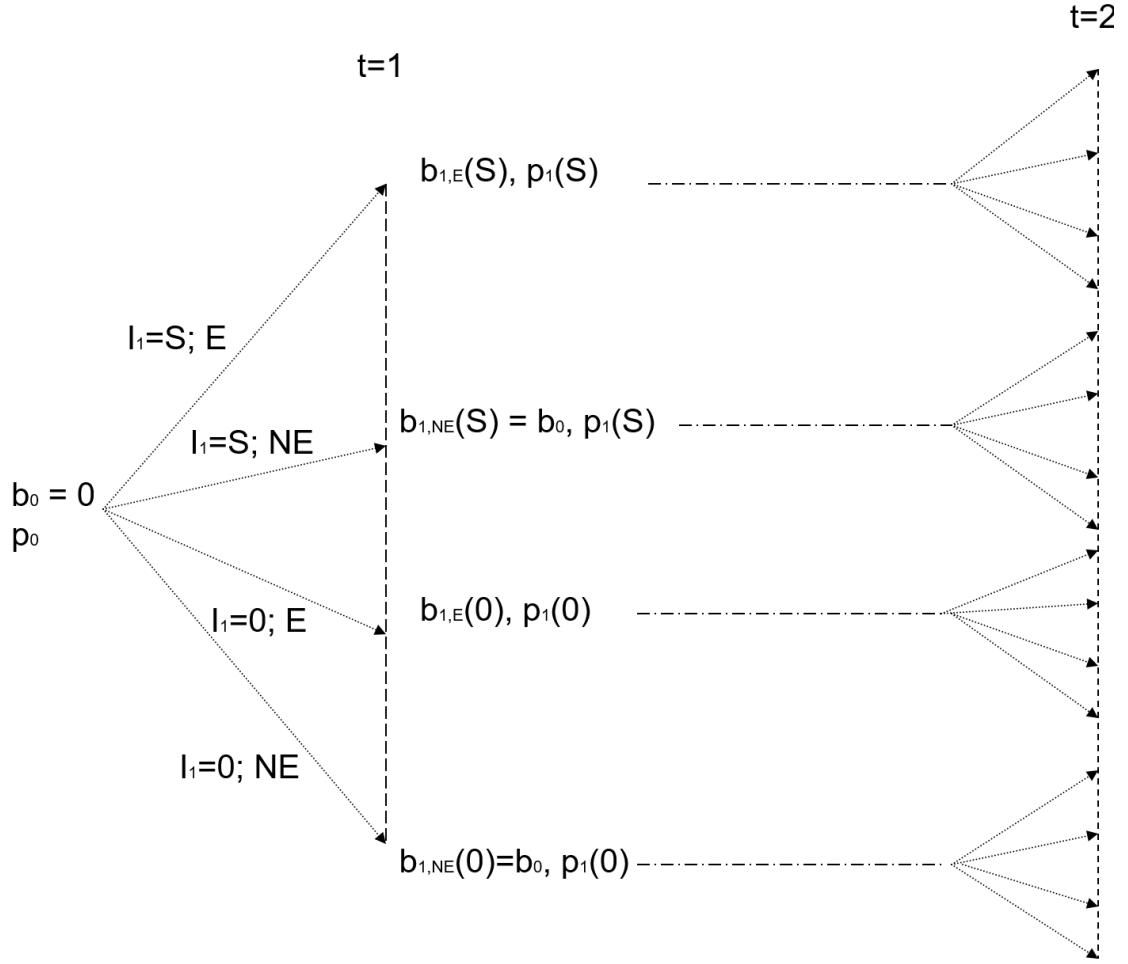 t=2
t=1
b₁,E(S), p₁(S)
I₁=S; E
b₁,NE(S) = b₀, p₁(S)
I₁=S; NE
b₀ = 0
p₀
b₁,E(0), p₁(0)
I₁=0; E
I₁=0; NE
b₁,NE(0)=b₀, p₁(0)